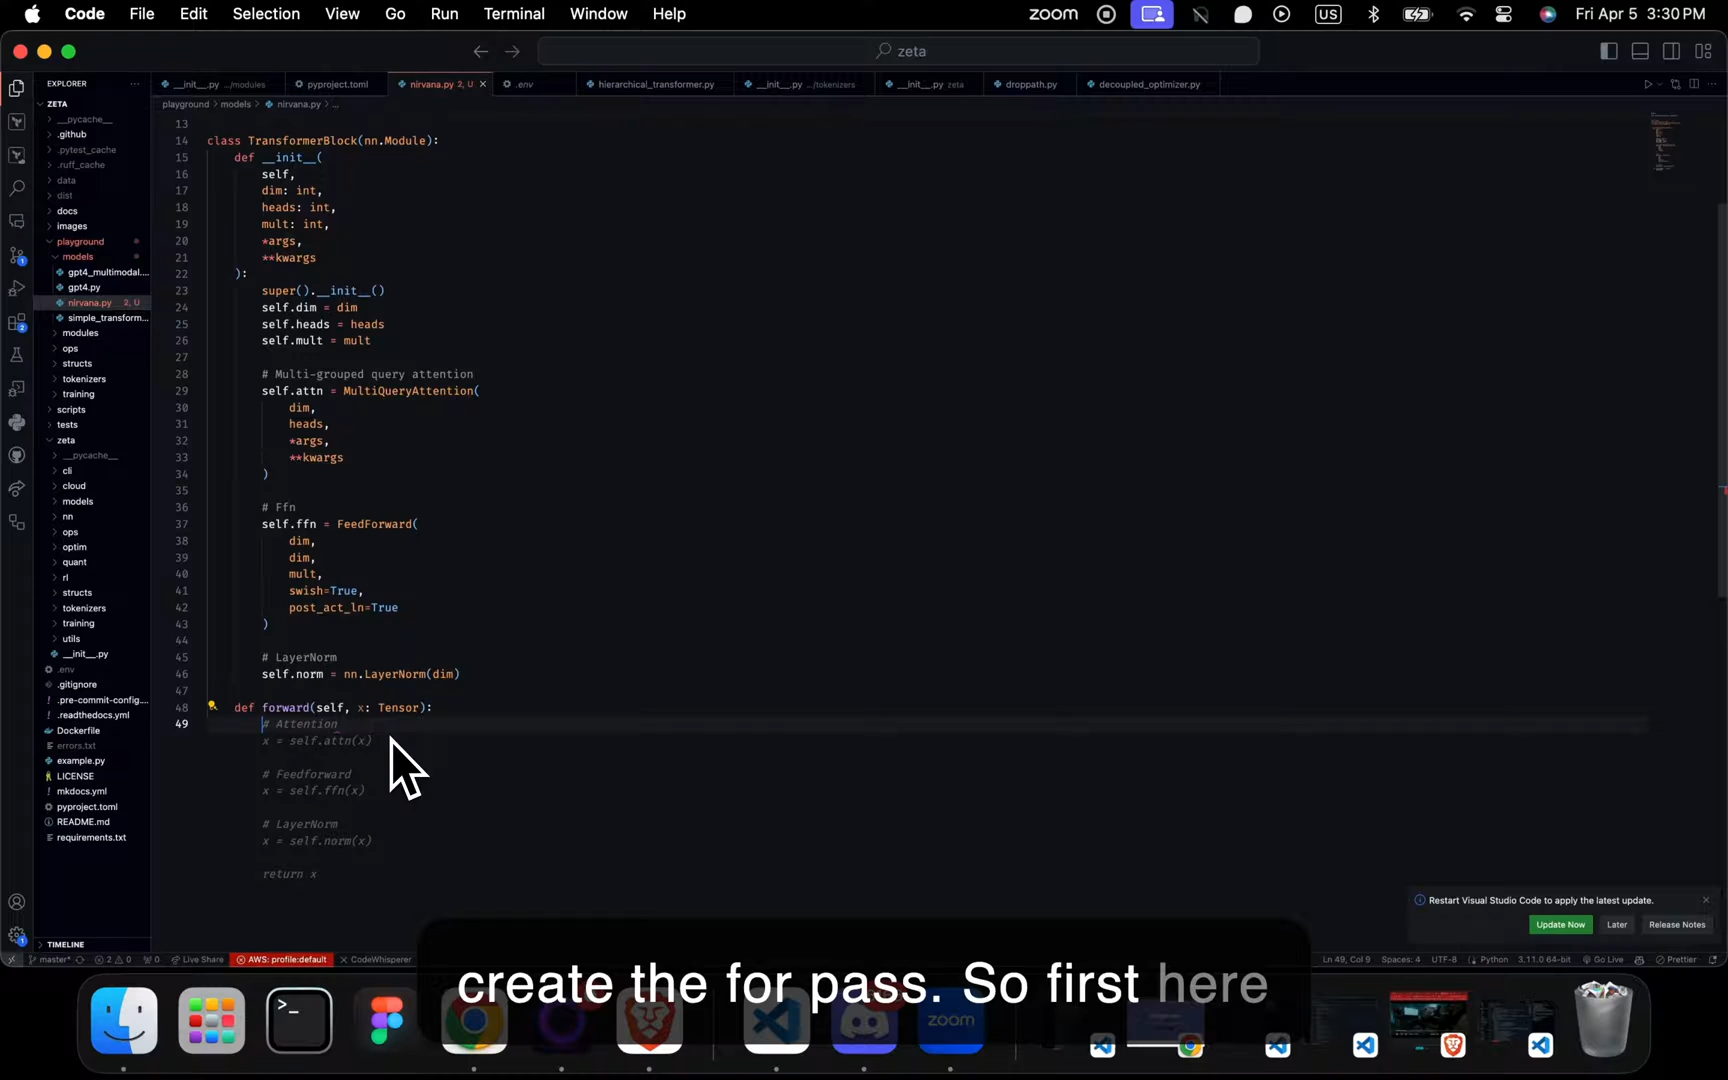 Code File Edit Selection View Go Run Terminal Window Help
zoom US Fri Apr 5 3:30 PM
zeta
EXPLORER
__init__.py .../modules pyproject.toml nirvana.py 2, U .env hierarchical_transformer.py __init__.py .../tokenizers __init__.py zeta droppath.py decoupled_optimizer.py
playground > models > nirvana.py > ...
ZETA
__pycache__
.github
.pytest_cache
.ruff_cache
data
dist
docs
images
playground
models
gpt4_multimodal....
gpt4.py
nirvana.py 2, U
simple_transform...
modules
ops
structs
tokenizers
training
scripts
tests
zeta
__pycache__
cli
cloud
models
nn
ops
optim
quant
rl
structs
tokenizers
training
utils
__init__.py
.env
.gitignore
.pre-commit-config....
.readthedocs.yml
Dockerfile
errors.txt
example.py
LICENSE
mkdocs.yml
pyproject.toml
README.md
requirements.txt
TIMELINE
13
14 class TransformerBlock(nn.Module):
15 def __init__(
16 self,
17 dim: int,
18 heads: int,
19 mult: int,
20 *args,
21 **kwargs
22 ):
23 super().__init__()
24 self.dim = dim
25 self.heads = heads
26 self.mult = mult
27
28 # Multi-grouped query attention
29 self.attn = MultiQueryAttention(
30 dim,
31 heads,
32 *args,
33 **kwargs
34 )
35
36 # Ffn
37 self.ffn = FeedForward(
38 dim,
39 dim,
40 mult,
41 swish=True,
42 post_act_ln=True
43 )
44
45 # LayerNorm
46 self.norm = nn.LayerNorm(dim)
47
48 def forward(self, x: Tensor):
49 # Attention
x = self.attn(x)
# Feedforward
x = self.ffn(x)
# LayerNorm
x = self.norm(x)
return x
Restart Visual Studio Code to apply the latest update.
Update Now Later Release Notes
master* 2 0 0 Live Share AWS: profile:default CodeWhisperer Ln 49, Col 9 Spaces: 4 UTF-8 LF Python 3.11.0 64-bit Go Live Prettier
create the for pass. So first here
zoom